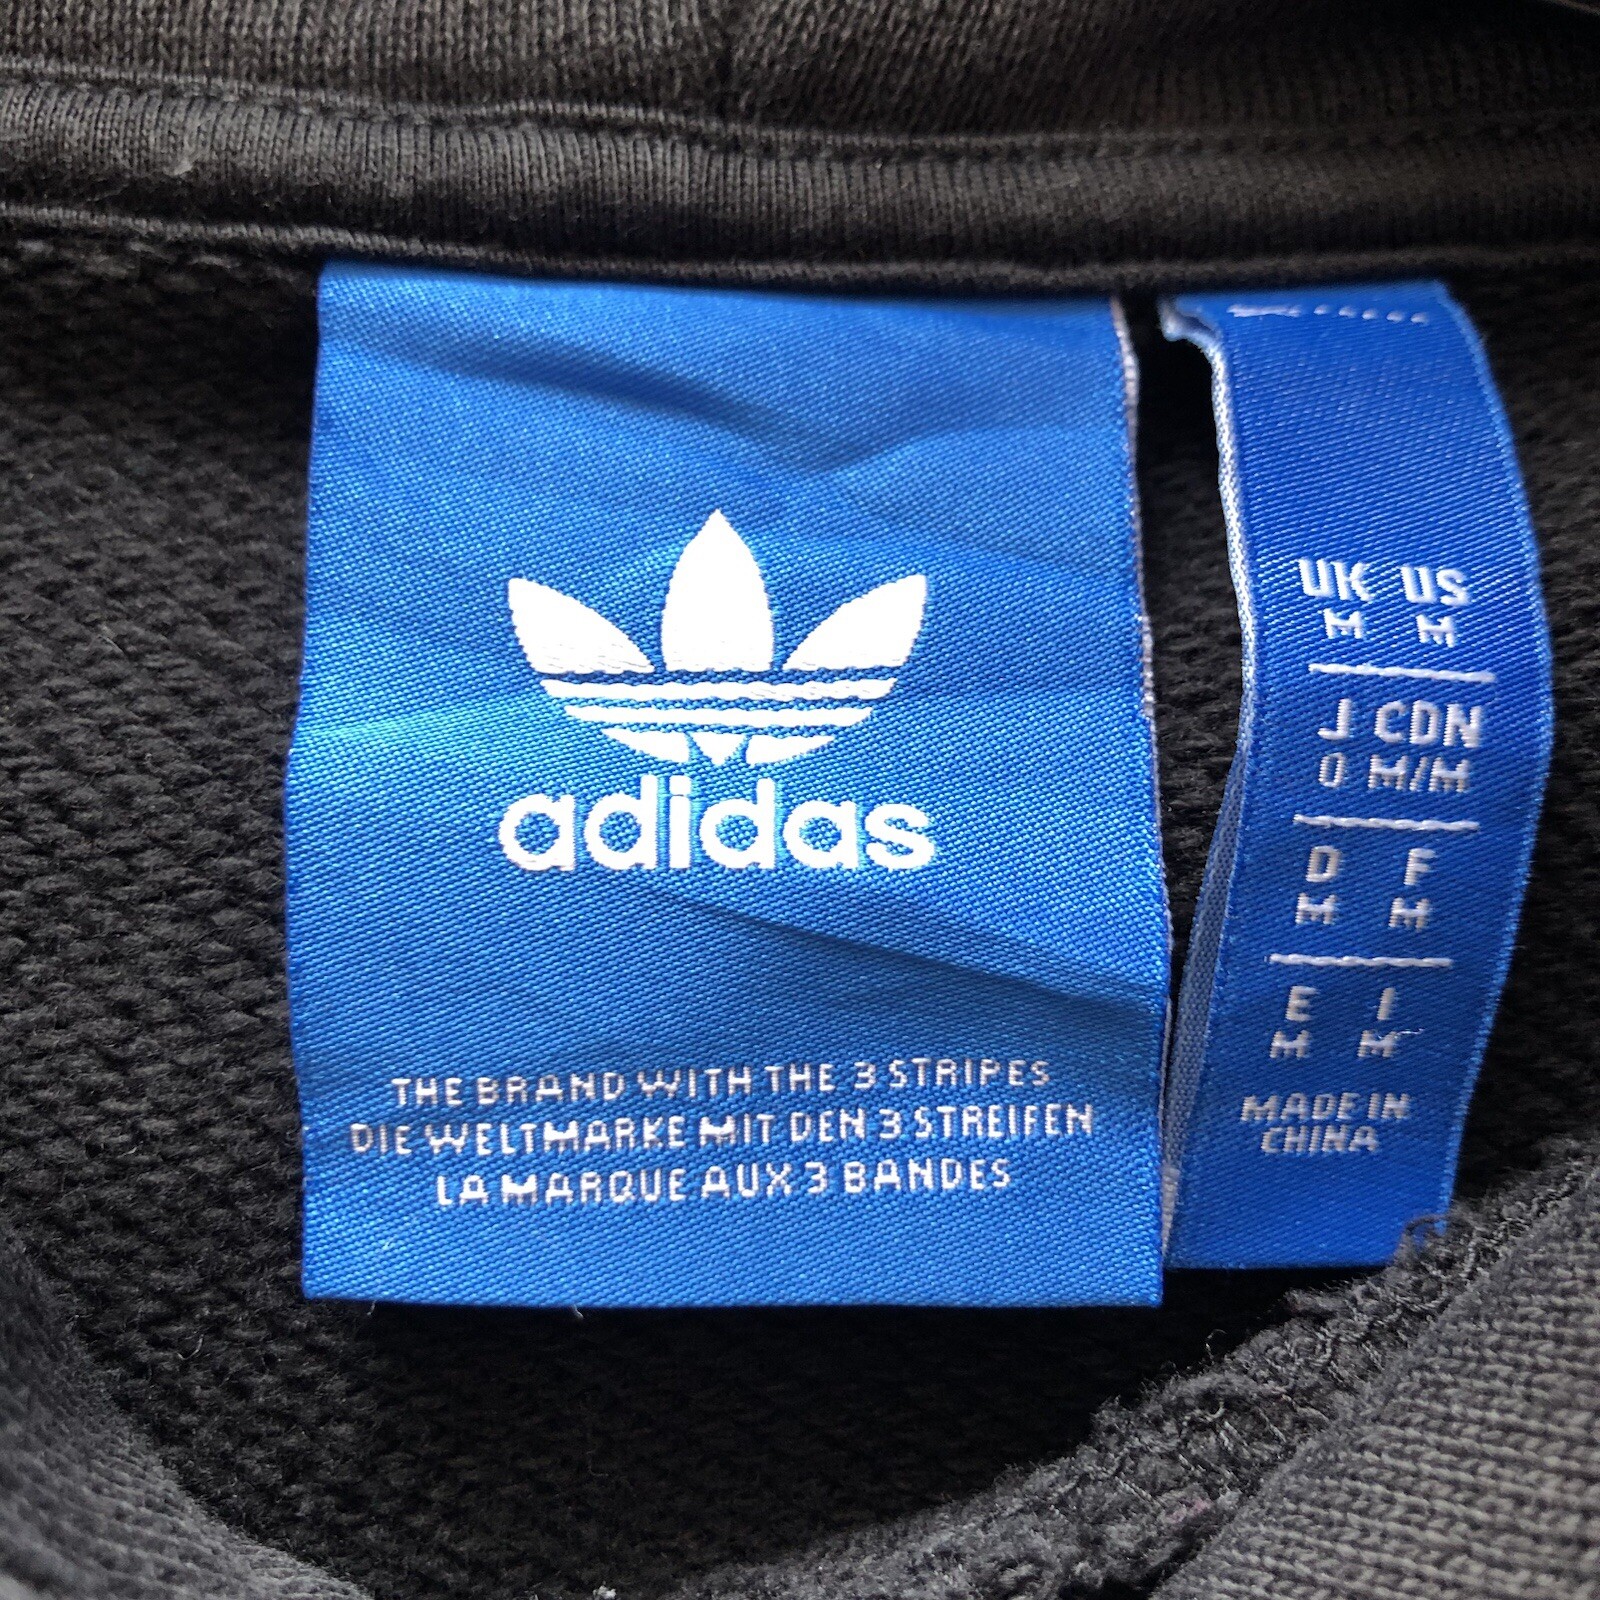 adidas
THE BRAND WITH THE 3 STRIPES
DIE WELTMARKE MIT DEN 3 STREIFEN
LA MARQUE AUX 3 BANDES
UK US
M M
J CDN
O M/M
D F
M M
E I
M M
MADE IN
CHINA